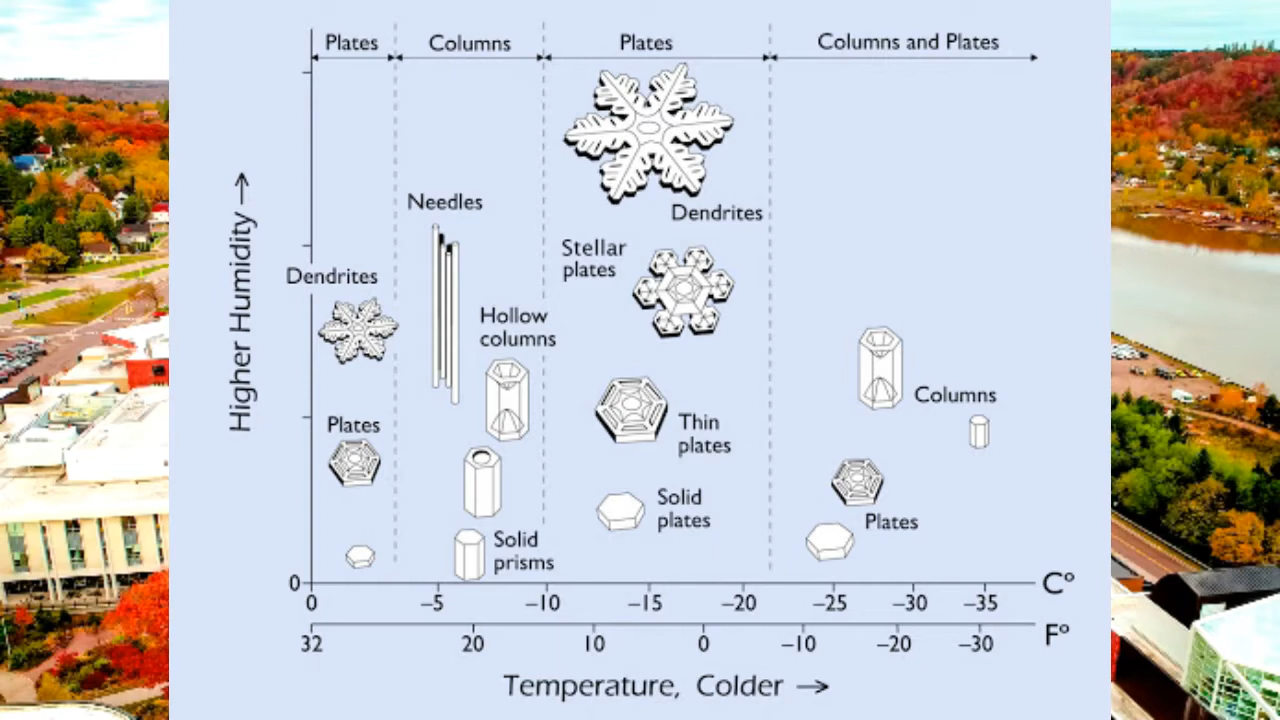 Plates
Columns
Plates
Columns and Plates
Higher Humidity →
Dendrites
Needles
Stellar
plates
Dendrites
Hollow
columns
Columns
Plates
Thin
plates
Solid
plates
Plates
Solid
prisms
0
0 –5 –10 –15 –20 –25 –30 –35 C°
32 20 10 0 –10 –20 –30 F°
Temperature, Colder →